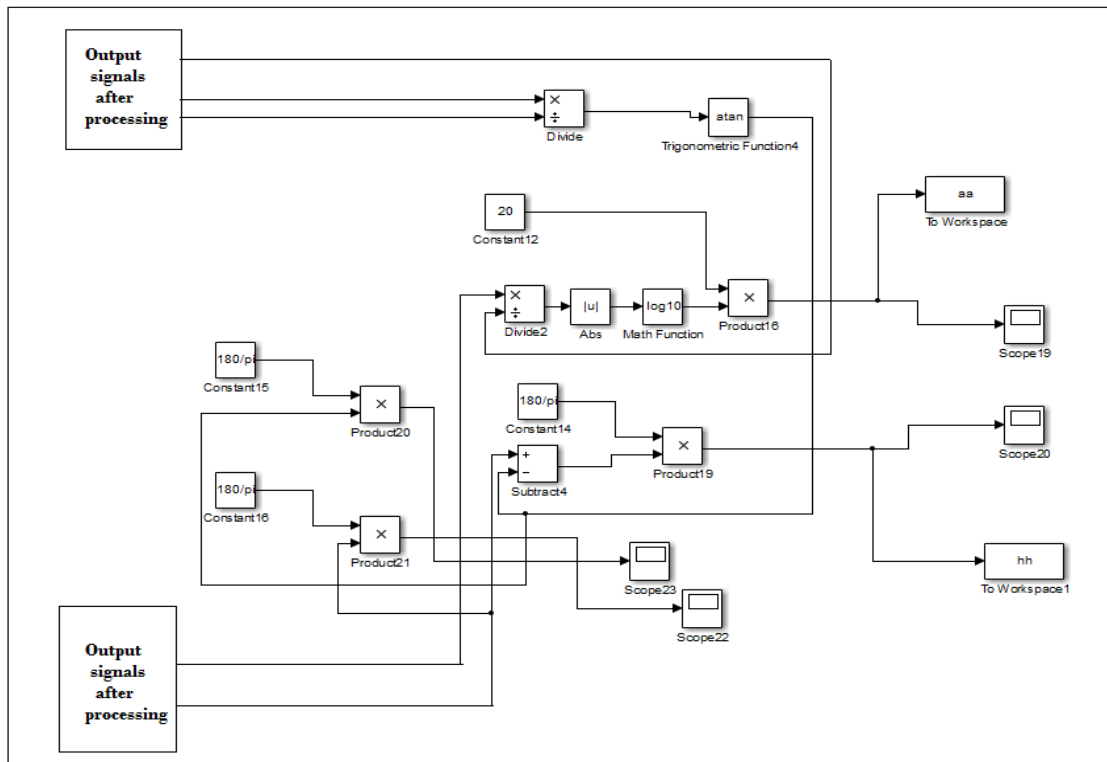 Output
signals
after
processing
×
÷
Divide
atan
Trigonometric Function4
20
Constant12
aa
To Workspace
×
÷
Divide2
|u|
Abs
log10
Math Function
×
Product16
Scope19
180/pi
Constant15
×
Product20
180/pi
Constant14
×
Product19
Scope20
+
−
Subtract4
180/pi
Constant16
×
Product21
Scope23
Scope22
hh
To Workspace1
Output
signals
after
processing